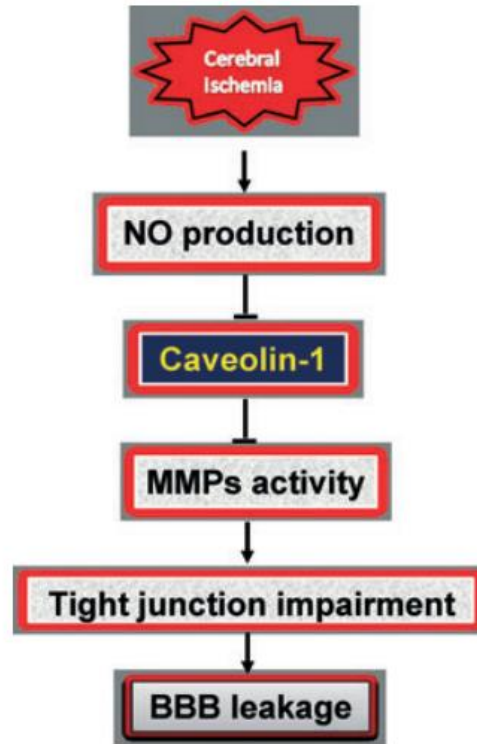 Cerebral
Ischemia
NO production
Caveolin-1
MMPs activity
Tight junction impairment
BBB leakage